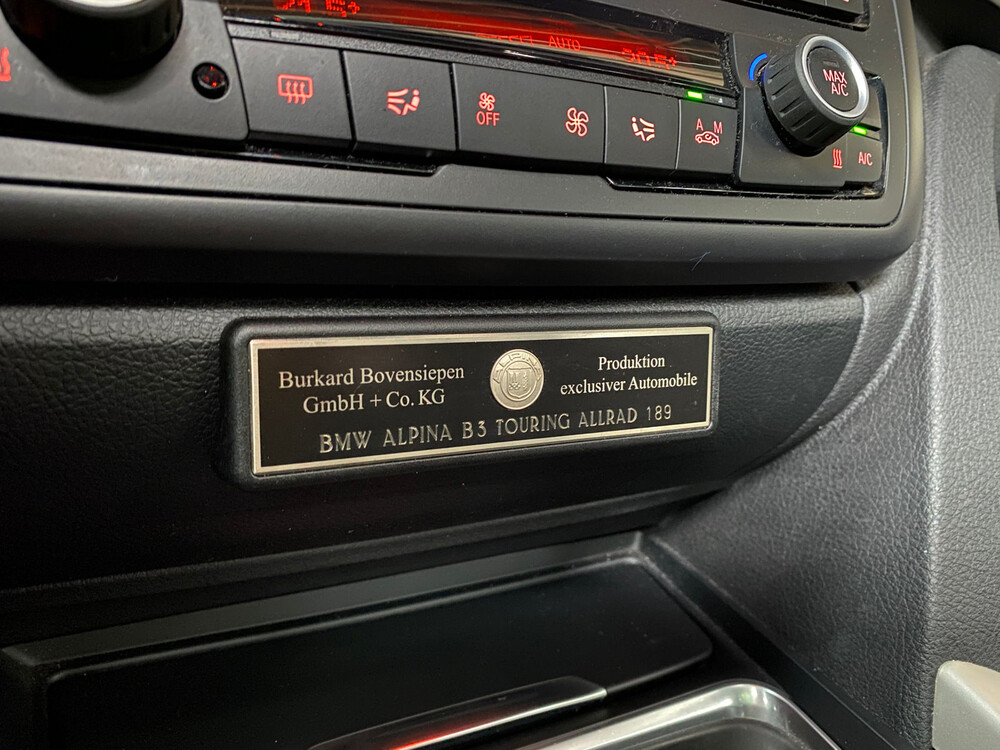 AUTO
OFF
A M
MAX
A/C
A/C
Burkard Bovensiepen
GmbH + Co. KG
Produktion
exclusiver Automobile
BMW ALPINA B3 TOURING ALLRAD 189